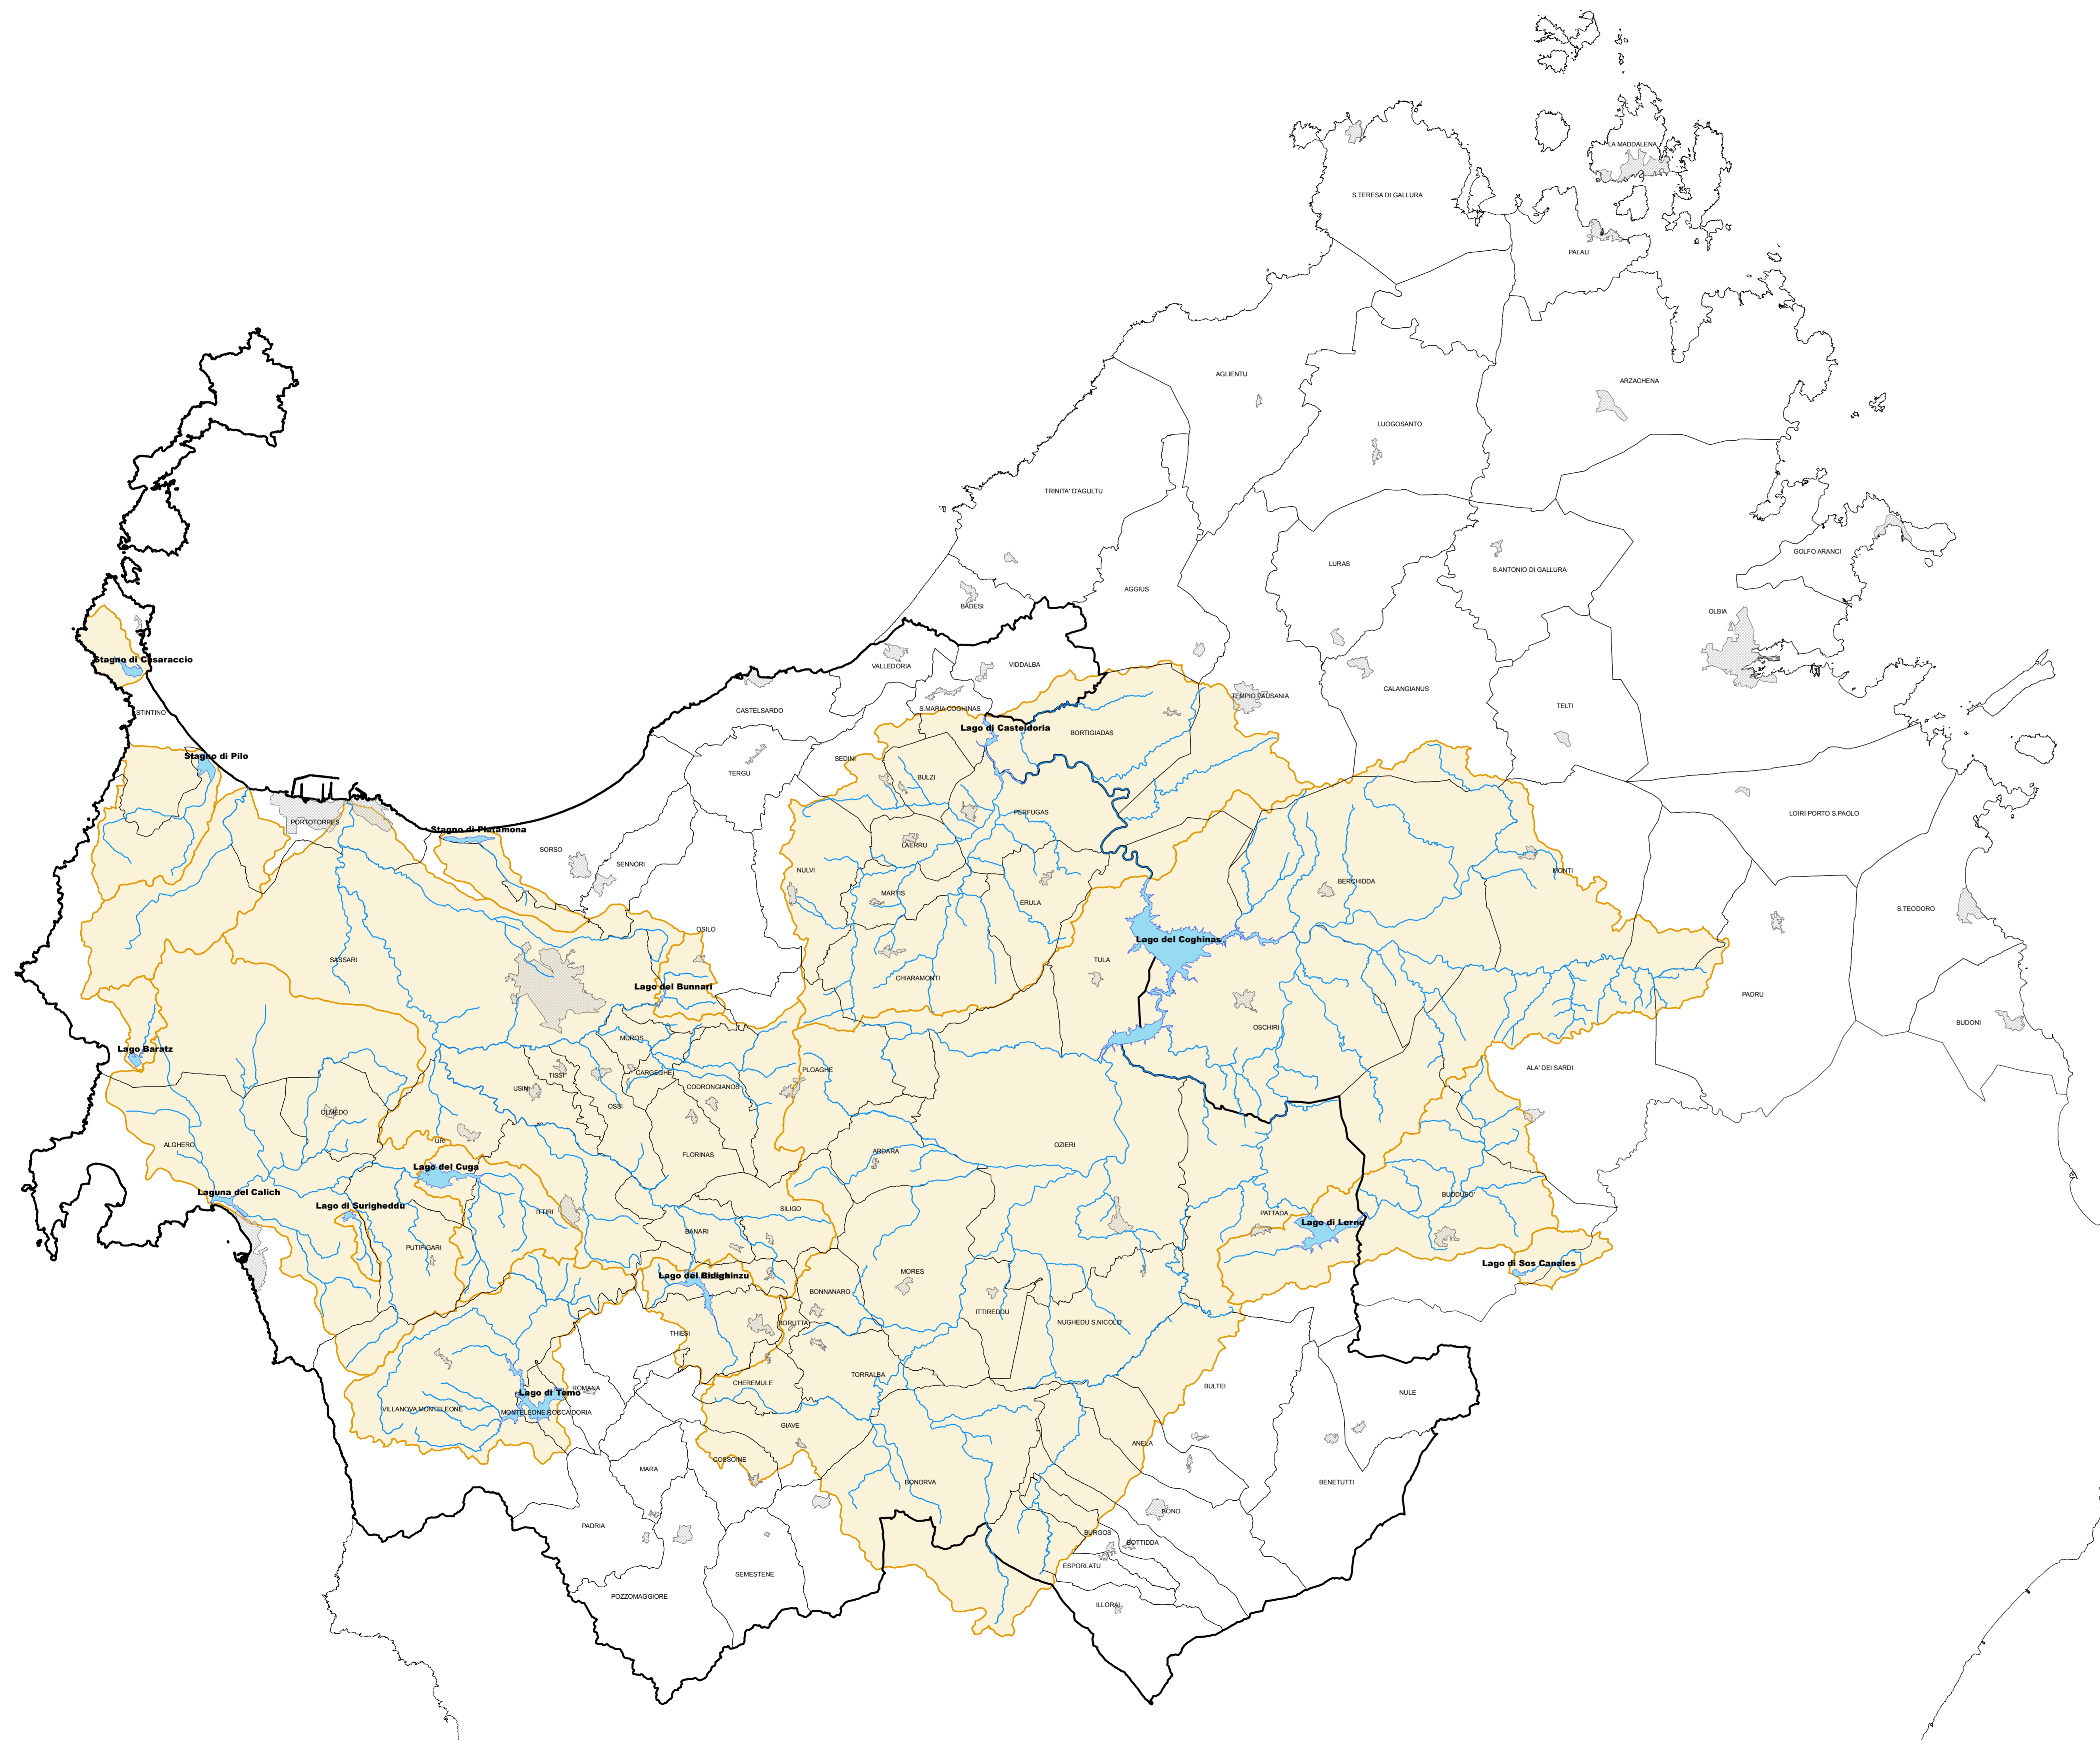 LA MADDALENA
S.TERESA DI GALLURA
PALAU
AGLIENTU
ARZACHENA
LUOGOSANTO
TRINITA' D'AGULTU
GOLFO ARANCI
LURAS
S.ANTONIO DI GALLURA
AGGIUS
BADESI
OLBIA
Stagno di Casaraccio
VALLEDORIA
VIDDALBA
CALANGIANUS
TEMPIO PAUSANIA
TELTI
STINTINO
CASTELSARDO
S.MARIA COGHINAS
Lago di Casteldoria
BORTIGIADAS
Stagno di Pilo
SEDINI
TERGU
BULZI
PERFUGAS
LOIRI PORTO S.PAOLO
PORTOTORRES
Stagno di Platamona
SORSO
LAERRU
SENNORI
NULVI
MONTI
BERCHIDDA
MARTIS
ERULA
S.TEODORO
OSILO
Lago del Coghinas
SASSARI
TULA
CHIARAMONTI
Lago del Bunnari
PADRU
BUDONI
OSCHIRI
MUROS
Lago Baratz
ALA' DEI SARDI
PLOAGHE
CARGEGHE
TISSI
USINI
CODRONGIANOS
OSSI
OLMEDO
ALGHERO
URI
OZIERI
ARDARA
FLORINAS
Lago del Cuga
Laguna del Calich
BUDDUSO'
Lago di Surigheddu
SILIGO
ITTIRI
PATTADA
Lago di Lerno
BANARI
PUTIFIGARI
Lago di Sos Canales
MORES
BONNANARO
ITTIREDDU
NUGHEDU S.NICOLO'
BORUTTA
THIESI
TORRALBA
CHEREMULE
BULTEI
ROMANA
Lago di Temo
NULE
VILLANOVA MONTELEONE
MONTELEONE ROCCA DORIA
GIAVE
ANELA
COSSOINE
MARA
BONORVA
BENETUTTI
BONO
PADRIA
BURGOS
BOTTIDDA
ESPORLATU
SEMESTENE
POZZOMAGGIORE
ILLORAI